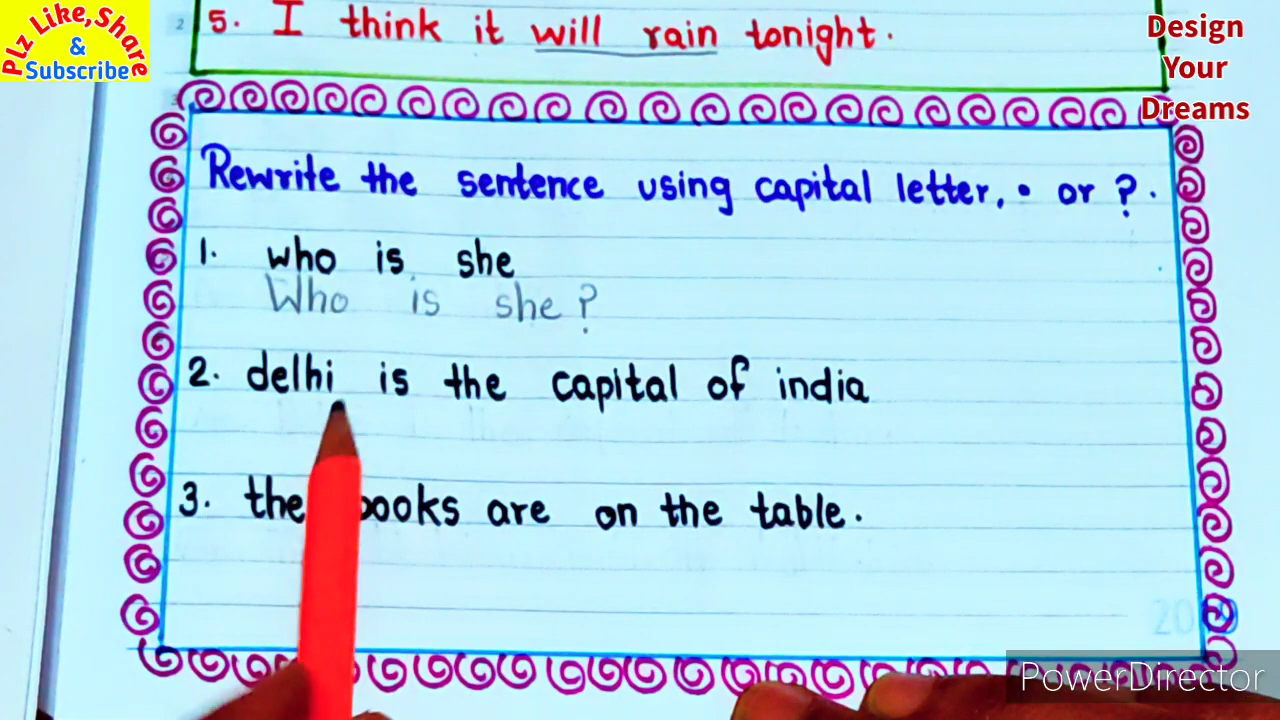 Plz Like, Share
&
Subscribe
Design
Your
Dreams
5. I think it will rain tonight.
Rewrite the sentence using capital letter, • or ?.
1. who is she
Who is she?
2. delhi is the capital of india
3. the books are on the table.
PowerDirector